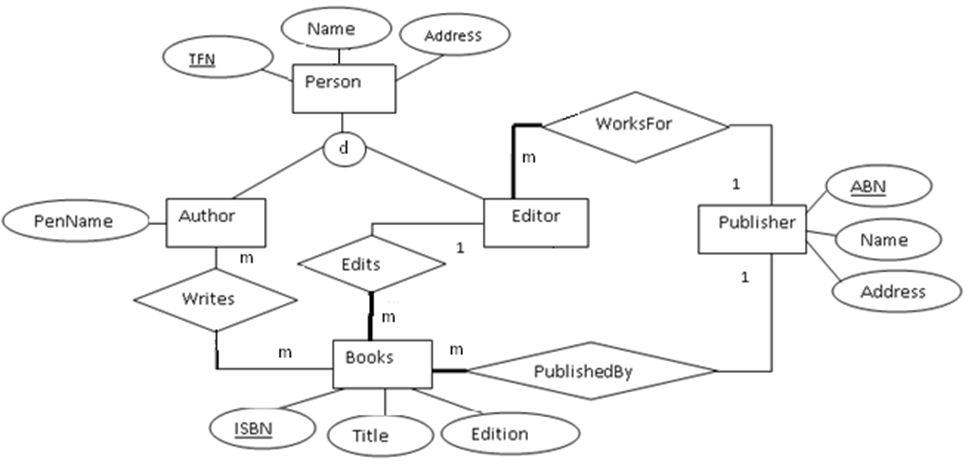 Name
Address
TFN
Person
WorksFor
d
m
1
ABN
PenName
Author
Editor
Publisher
Name
m
1
Edits
1
Address
Writes
m
m
Books
m
PublishedBy
ISBN
Title
Edition